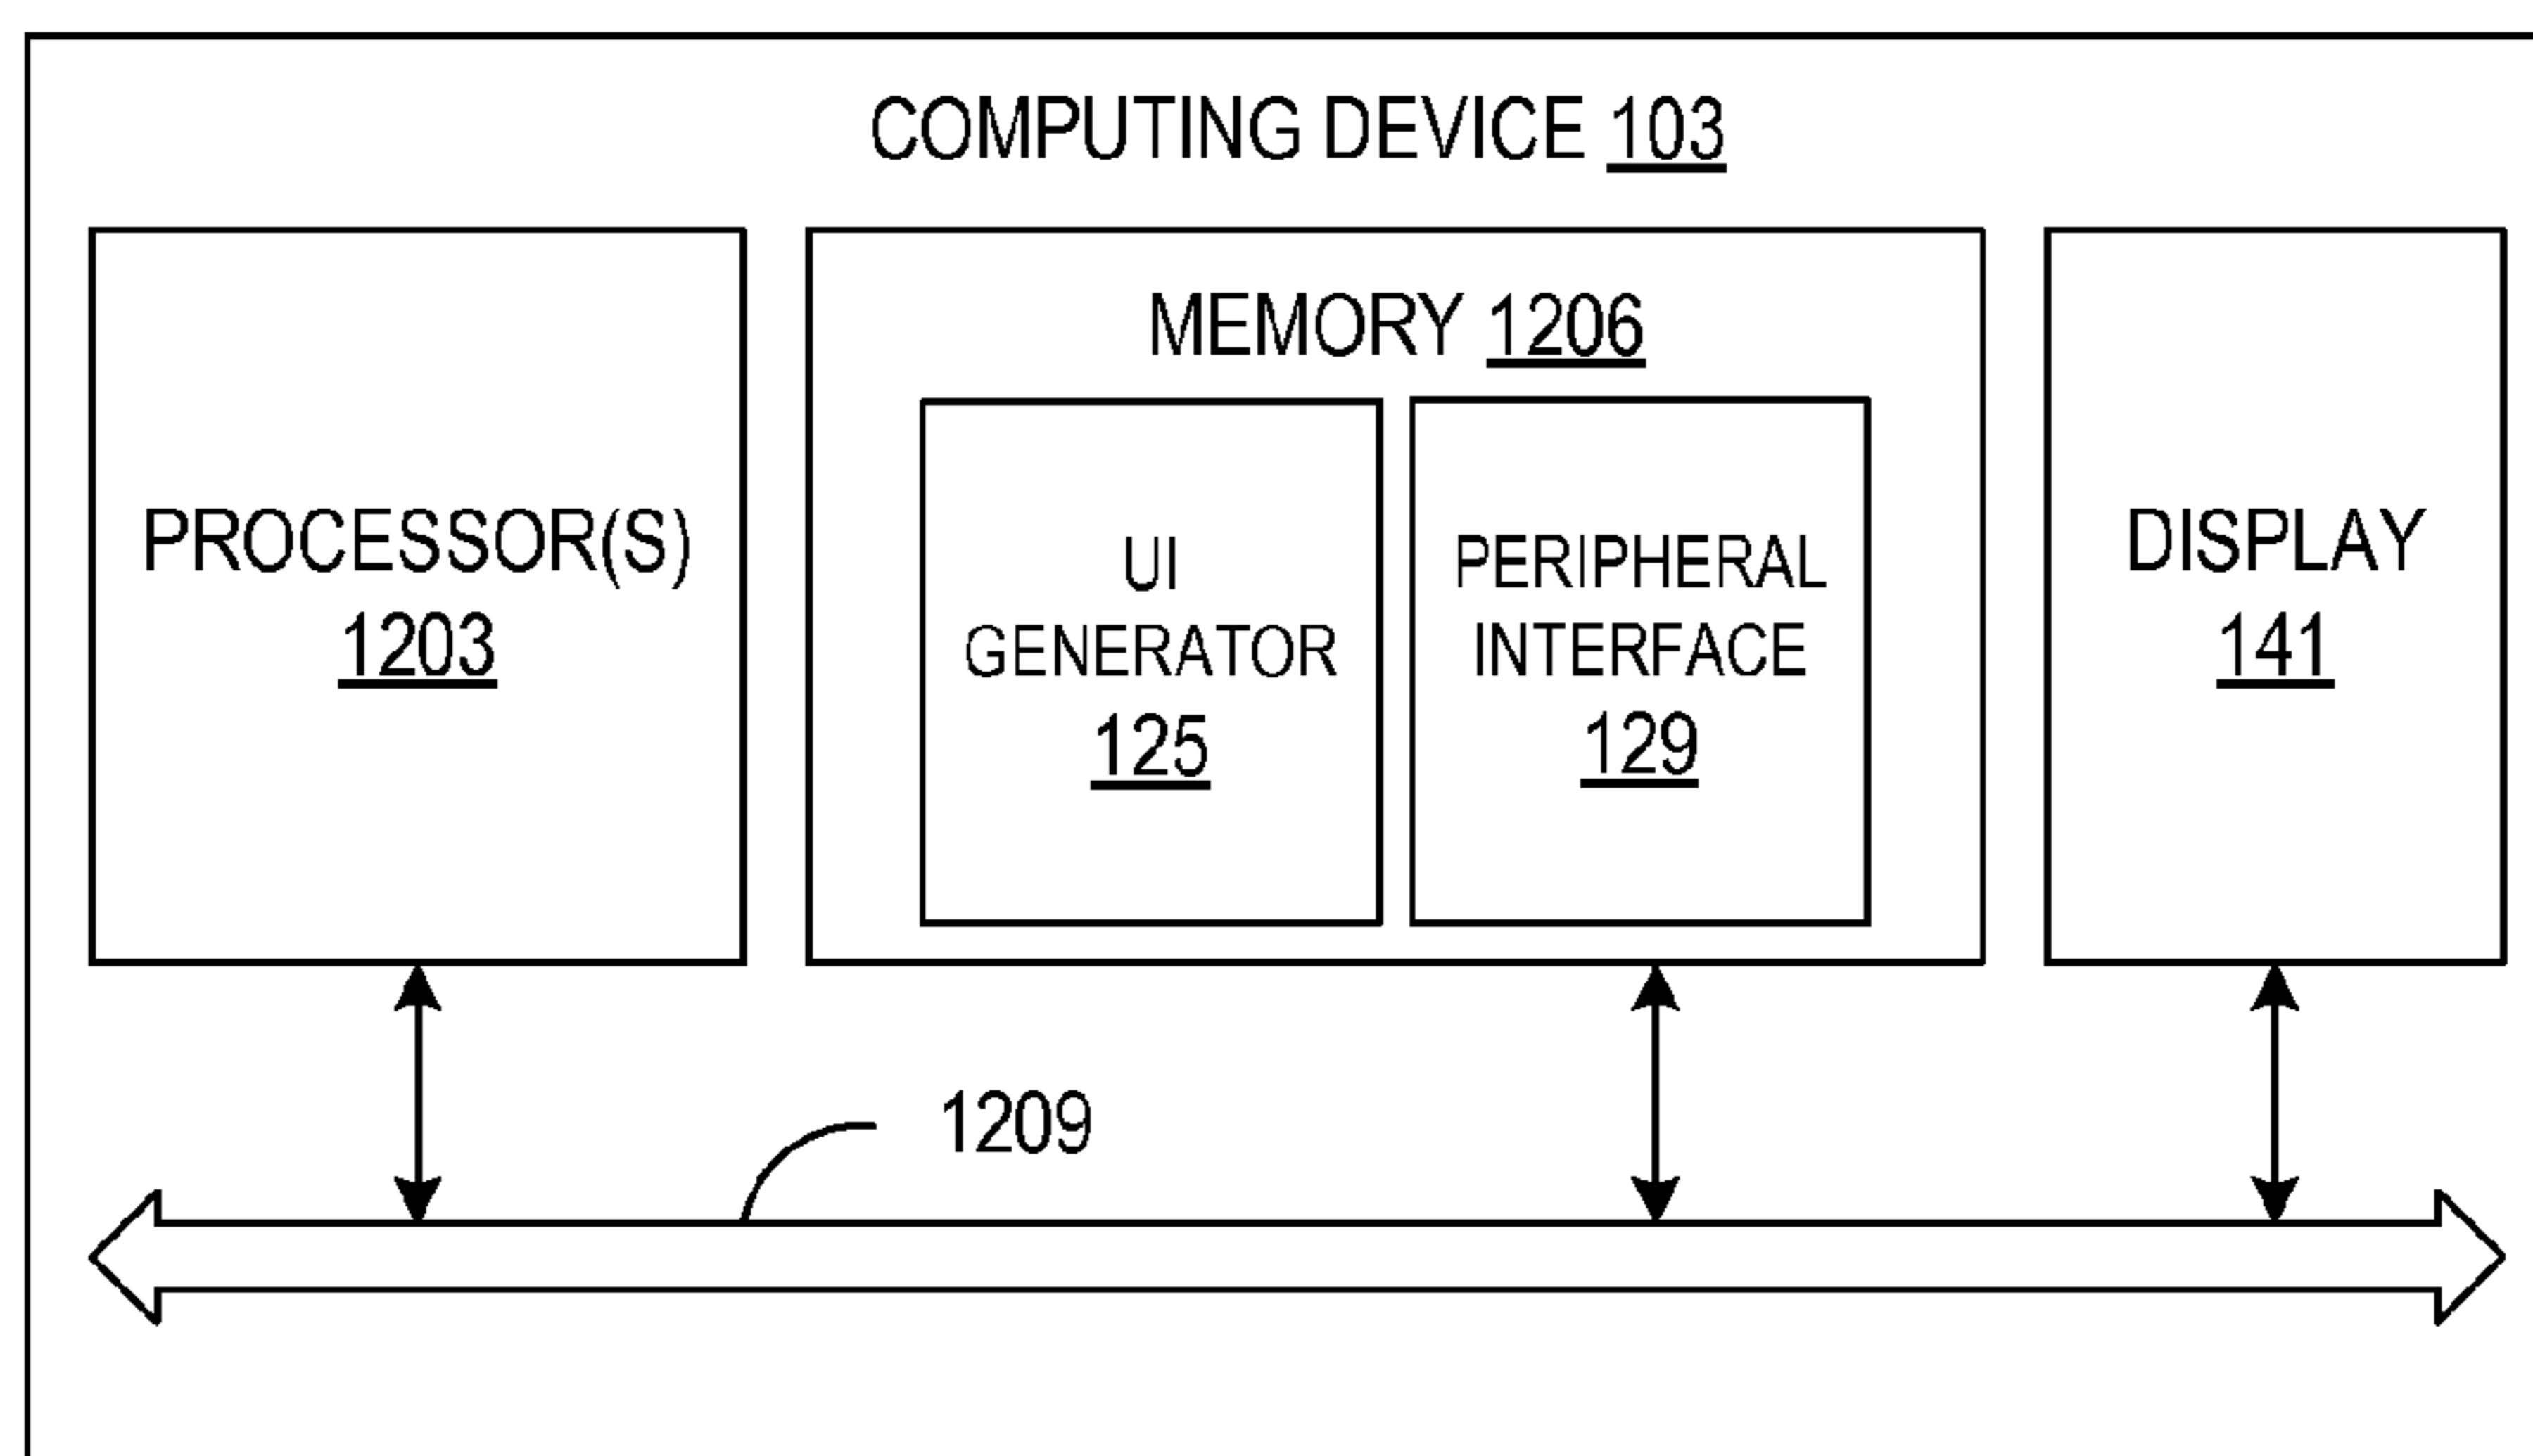 COMPUTING DEVICE 103
PROCESSOR(S)
1203
MEMORY 1206
UI
GENERATOR
125
PERIPHERAL
INTERFACE
129
DISPLAY
141
1209